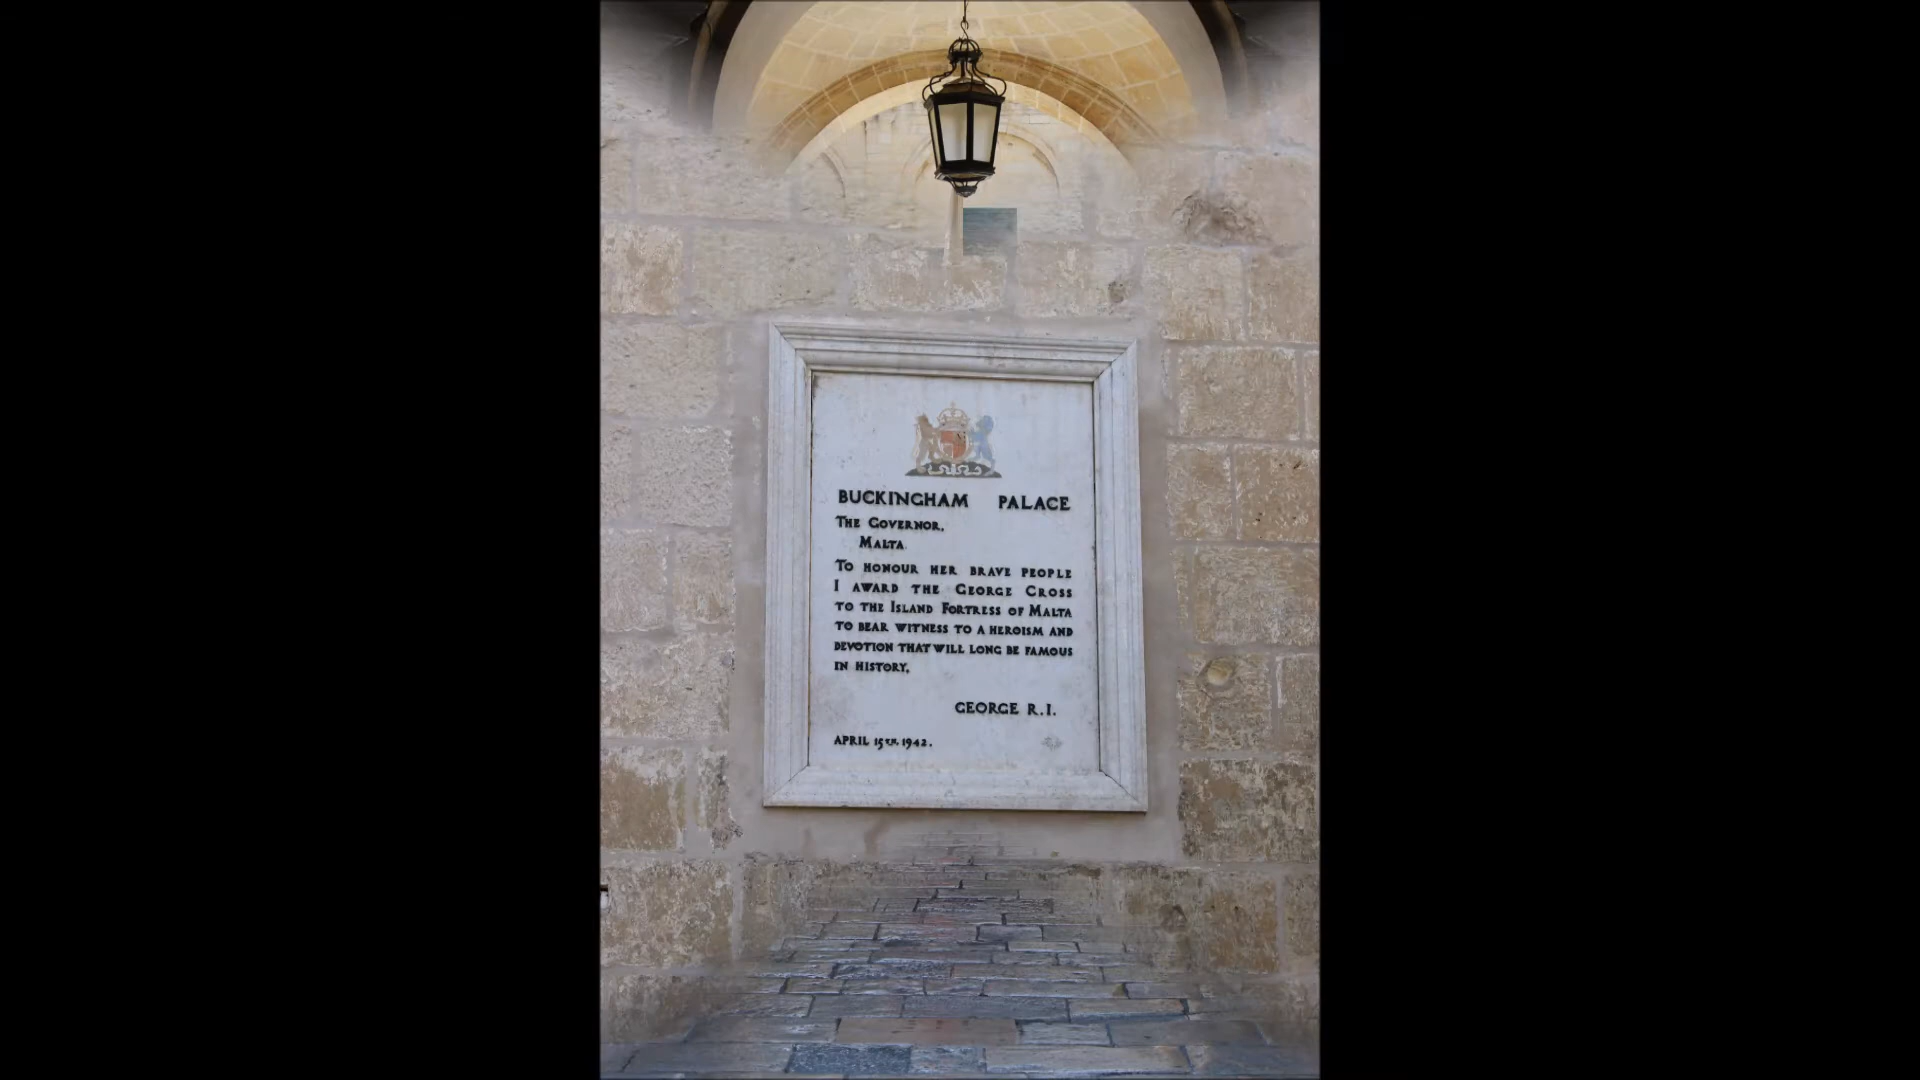 BUCKINGHAM PALACE
THE GOVERNOR,
MALTA
TO HONOUR HER BRAVE PEOPLE
I AWARD THE GEORGE CROSS
TO THE ISLAND FORTRESS OF MALTA
TO BEAR WITNESS TO A HEROISM AND
DEVOTION THAT WILL LONG BE FAMOUS
IN HISTORY.
GEORGE R.I.
APRIL 15TH. 1942.